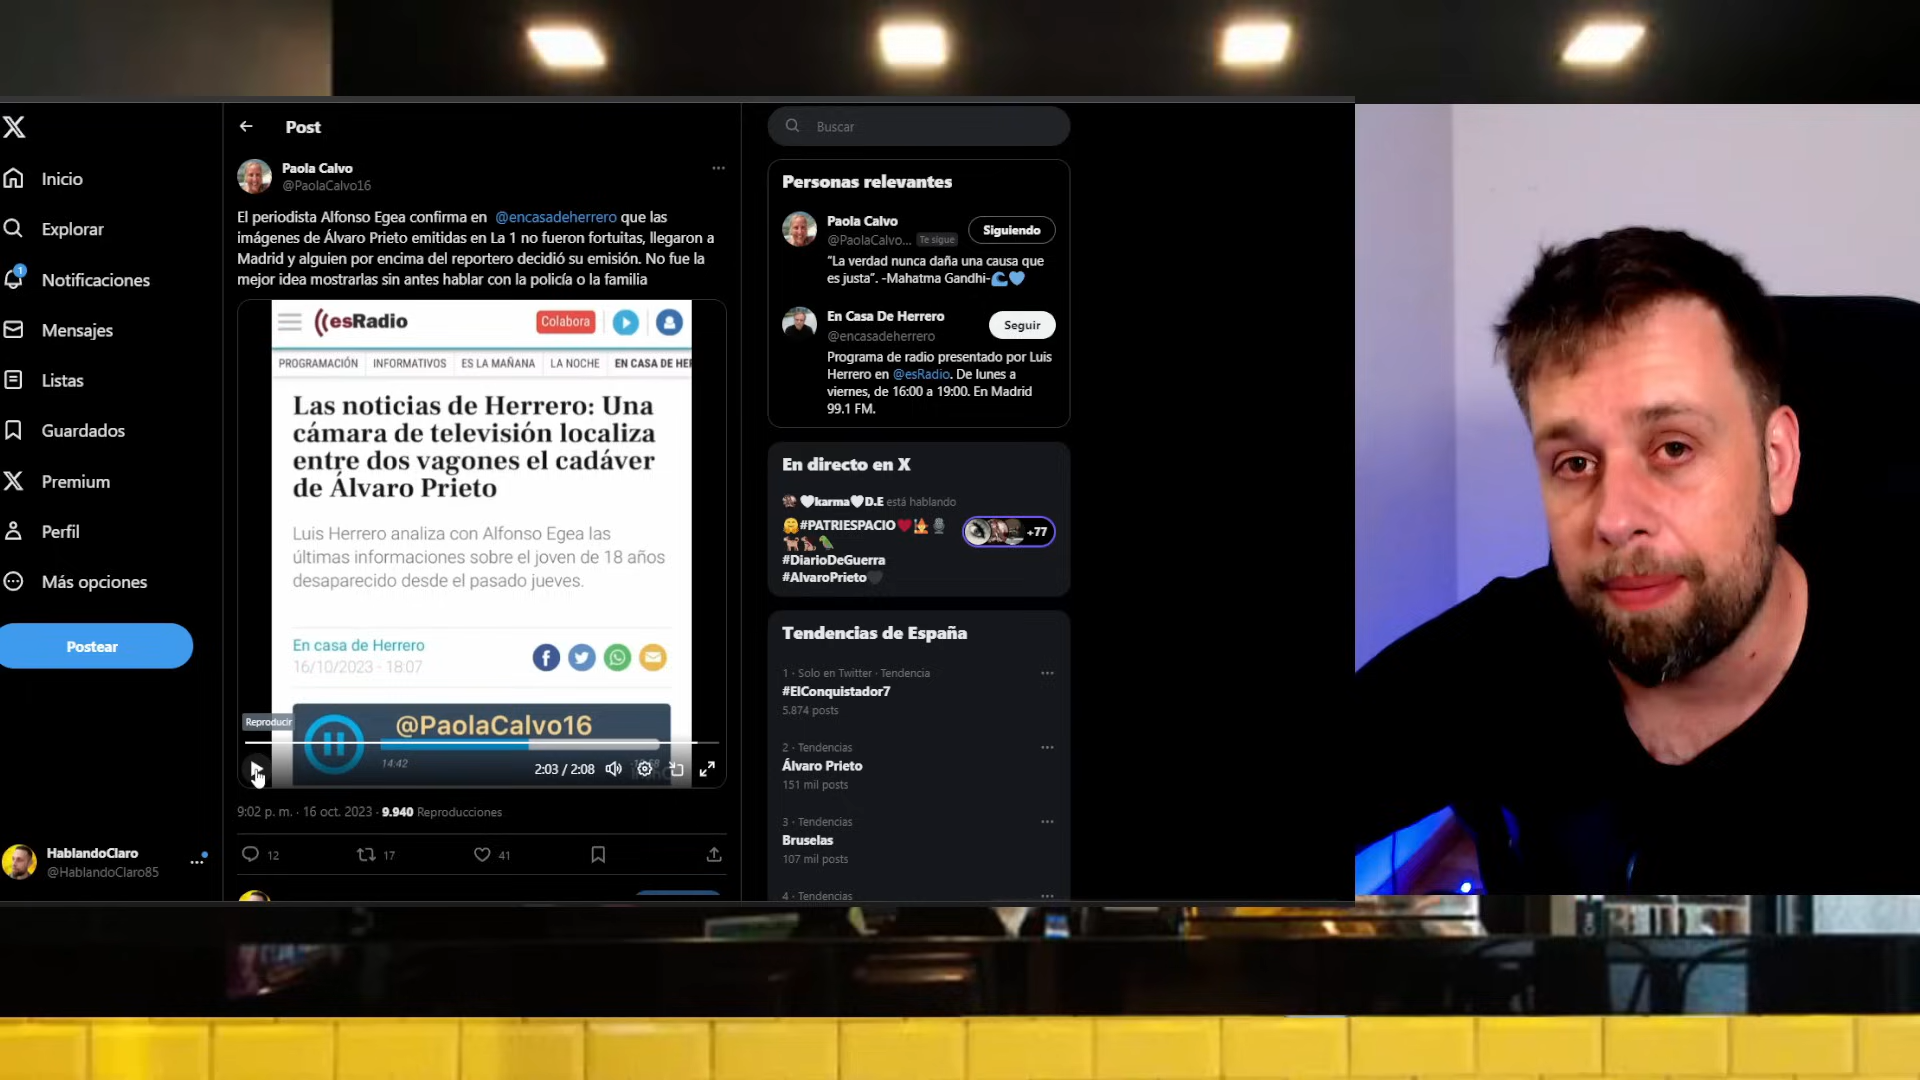 Inicio
Explorar
1
Notificaciones
Mensajes
Listas
Guardados
Premium
Perfil
Más opciones
Postear
HablandoClaro
@HablandoClaro85
Post
Paola Calvo
@PaolaCalvo16
El periodista Alfonso Egea confirma en @encasadeherrero que las
imágenes de Álvaro Prieto emitidas en La 1 no fueron fortuitas, llegaron a
Madrid y alguien por encima del reportero decidió su emisión. No fue la
mejor idea mostrarlas sin antes hablar con la policía o la familia
esRadio
Colabora
PROGRAMACIÓN INFORMATIVOS ES LA MAÑANA LA NOCHE EN CASA DE HER
Las noticias de Herrero: Una
cámara de televisión localiza
entre dos vagones el cadáver
de Álvaro Prieto
Luis Herrero analiza con Alfonso Egea las
últimas informaciones sobre el joven de 18 años
desaparecido desde el pasado jueves.
En casa de Herrero
16/10/2023 - 18:07
Reproducir
@PaolaCalvo16
14:42
2:03 / 2:08
9:02 p. m. · 16 oct. 2023 · 9.940 Reproducciones
12 17 41
Buscar
Personas relevantes
Paola Calvo
@PaolaCalvo... Te sigue
Siguiendo
“La verdad nunca daña una causa que
es justa”. -Mahatma Gandhi-
En Casa De Herrero
@encasadeherrero
Seguir
Programa de radio presentado por Luis
Herrero en @esRadio. De lunes a
viernes, de 16:00 a 19:00. En Madrid
99.1 FM.
En directo en X
karma🤍D.E está hablando
#PATRIESPACIO
+77
#DiarioDeGuerra
#AlvaroPrieto
Tendencias de España
1 · Solo en Twitter · Tendencia
#ElConquistador7
5.874 posts
2 · Tendencias
Álvaro Prieto
151 mil posts
3 · Tendencias
Bruselas
107 mil posts
4 · Tendencias